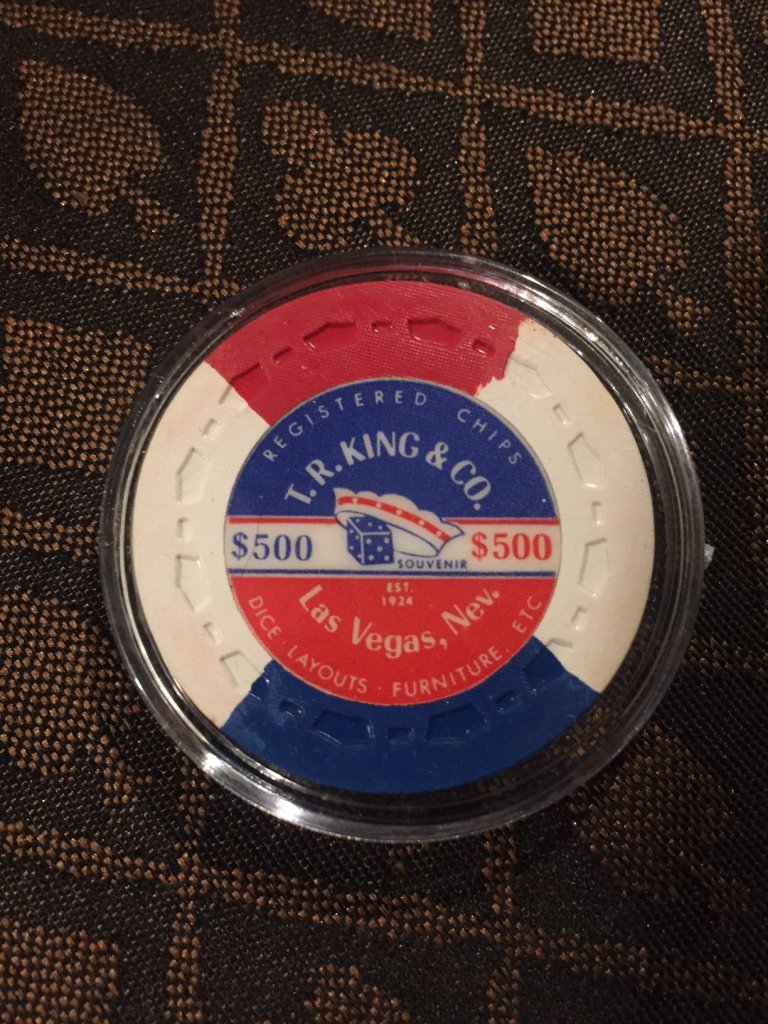 REGISTERED CHIPS
T. R. KING & CO.
$500 $500
SOUVENIR
EST.
1924
Las Vegas, Nev.
DICE LAYOUTS · FURNITURE. ETC